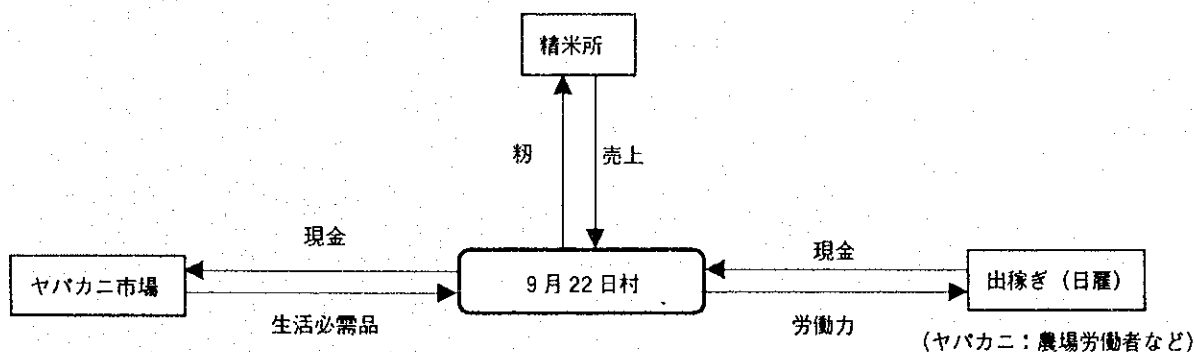 精米所
籾
売上
現金
現金
ヤパカニ市場
9月22日村
出稼ぎ（日雇）
生活必需品
労働力
(ヤパカニ：農場労働者など)